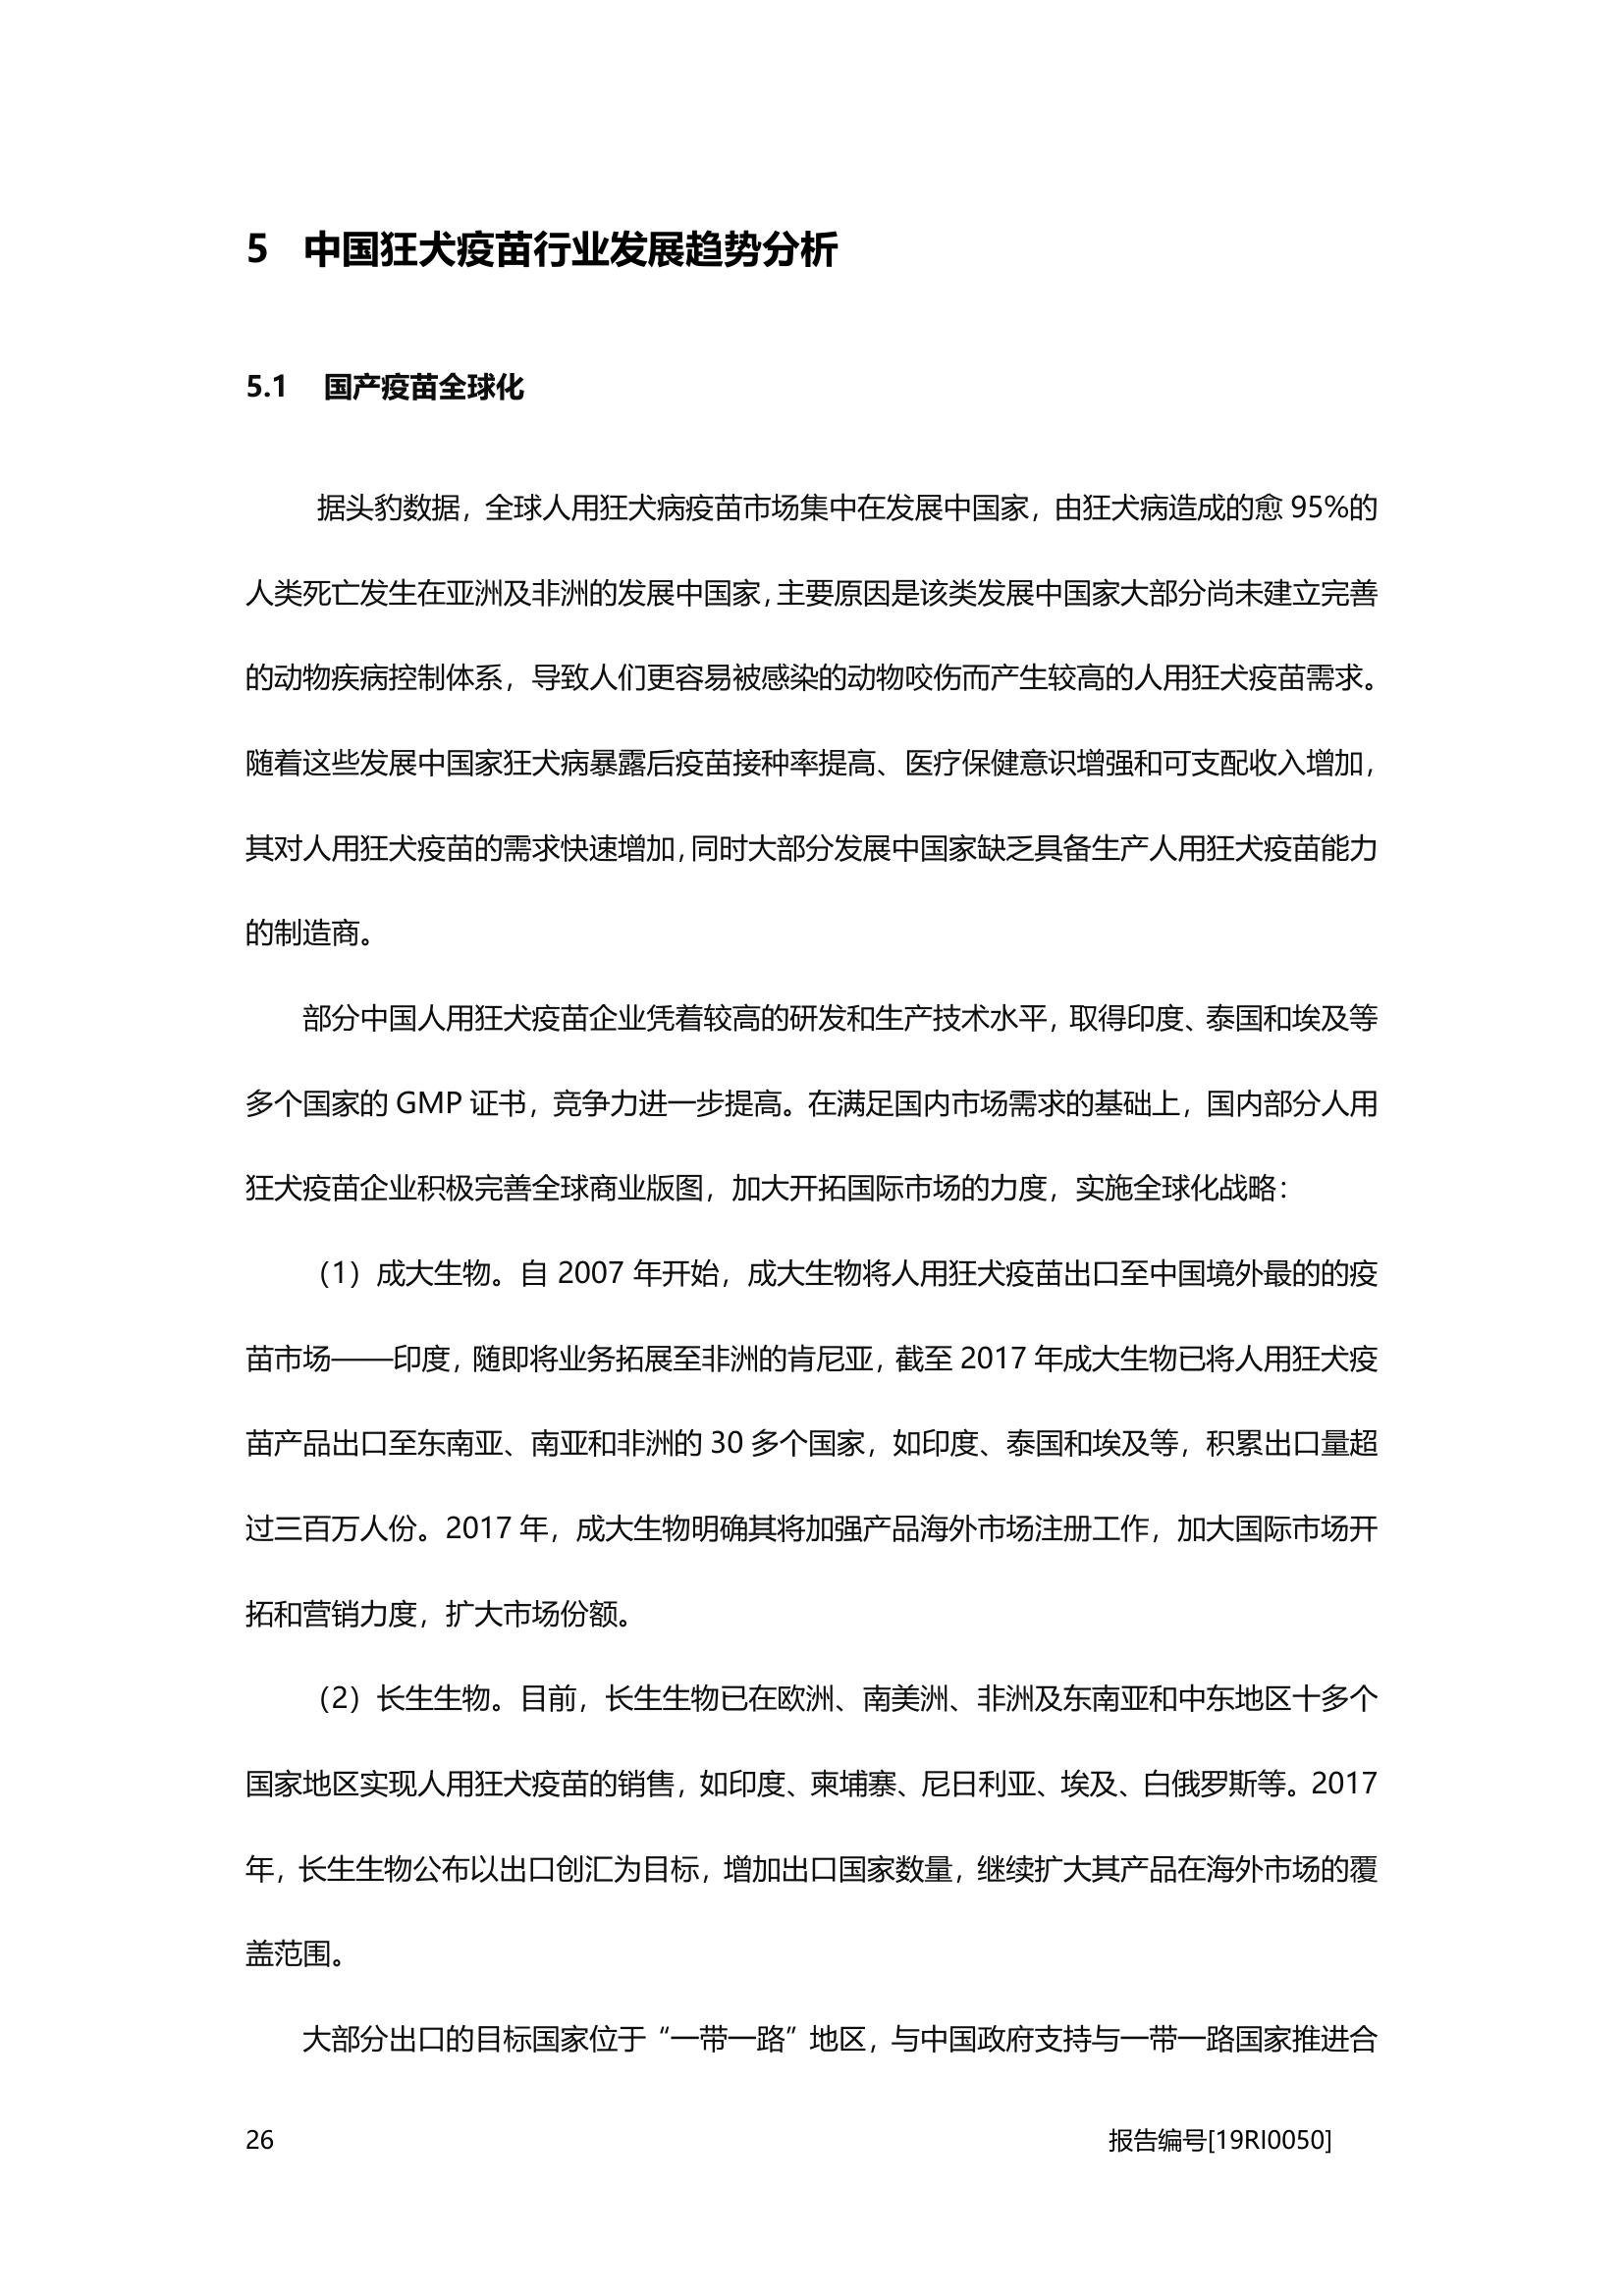 5 中国狂犬疫苗行业发展趋势分析
5.1 国产疫苗全球化
据头豹数据，全球人用狂犬病疫苗市场集中在发展中国家，由狂犬病造成的愈 95%的
人类死亡发生在亚洲及非洲的发展中国家，主要原因是该类发展中国家大部分尚未建立完善
的动物疾病控制体系，导致人们更容易被感染的动物咬伤而产生较高的人用狂犬疫苗需求。
随着这些发展中国家狂犬病暴露后疫苗接种率提高、医疗保健意识增强和可支配收入增加，
其对人用狂犬疫苗的需求快速增加，同时大部分发展中国家缺乏具备生产人用狂犬疫苗能力
的制造商。
部分中国人用狂犬疫苗企业凭着较高的研发和生产技术水平，取得印度、泰国和埃及等
多个国家的 GMP 证书，竞争力进一步提高。在满足国内市场需求的基础上，国内部分人用
狂犬疫苗企业积极完善全球商业版图，加大开拓国际市场的力度，实施全球化战略：
（1）成大生物。自 2007 年开始，成大生物将人用狂犬疫苗出口至中国境外最的的疫
苗市场——印度，随即将业务拓展至非洲的肯尼亚，截至 2017 年成大生物已将人用狂犬疫
苗产品出口至东南亚、南亚和非洲的 30 多个国家，如印度、泰国和埃及等，积累出口量超
过三百万人份。2017 年，成大生物明确其将加强产品海外市场注册工作，加大国际市场开
拓和营销力度，扩大市场份额。
（2）长生生物。目前，长生生物已在欧洲、南美洲、非洲及东南亚和中东地区十多个
国家地区实现人用狂犬疫苗的销售，如印度、柬埔寨、尼日利亚、埃及、白俄罗斯等。2017
年，长生生物公布以出口创汇为目标，增加出口国家数量，继续扩大其产品在海外市场的覆
盖范围。
大部分出口的目标国家位于“一带一路”地区，与中国政府支持与一带一路国家推进合
26 报告编号[19RI0050]